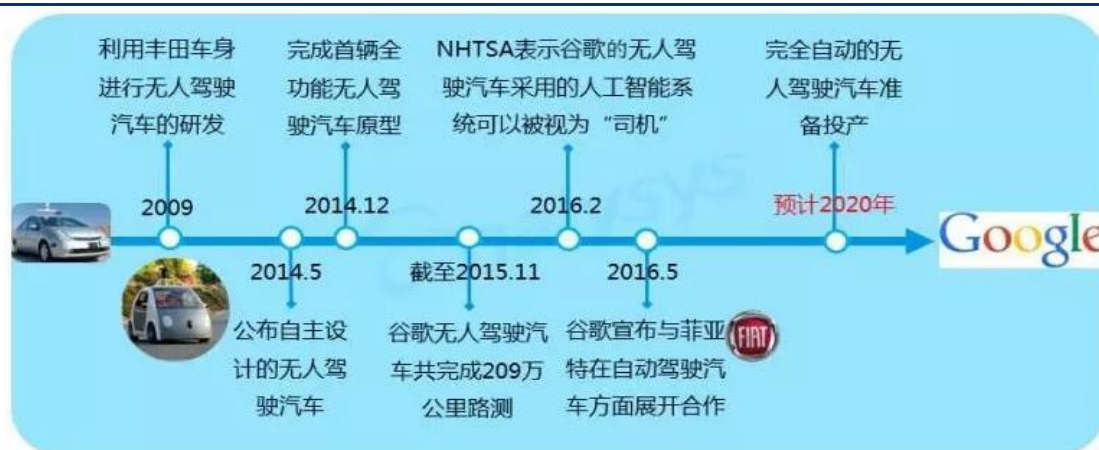 利用丰田车身
进行无人驾驶
汽车的研发
完成首辆全
功能无人驾
驶汽车原型
NHTSA表示谷歌的无人驾
驶汽车采用的人工智能系
统可以被视为“司机”
完全自动的无
人驾驶汽车准
备投产
2009
2014.12
2016.2
预计2020年
Google
2014.5
截至2015.11
2016.5
公布自主设
计的无人驾
驶汽车
谷歌无人驾驶汽
车共完成209万
公里路测
谷歌宣布与菲亚
特在自动驾驶汽
车方面展开合作
FIAT